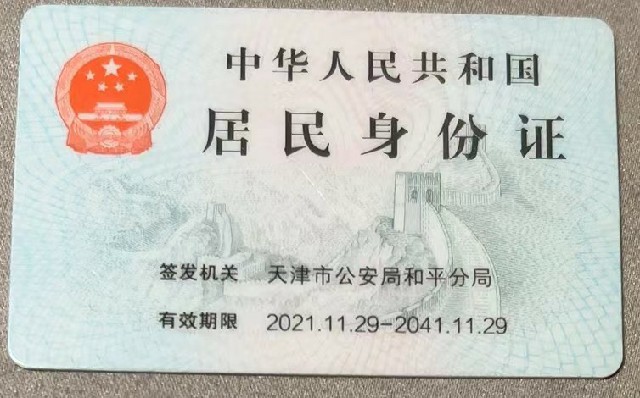 中华人民共和国
居民身份证
签发机关 天津市公安局和平分局
有效期限 2021.11.29-2041.11.29